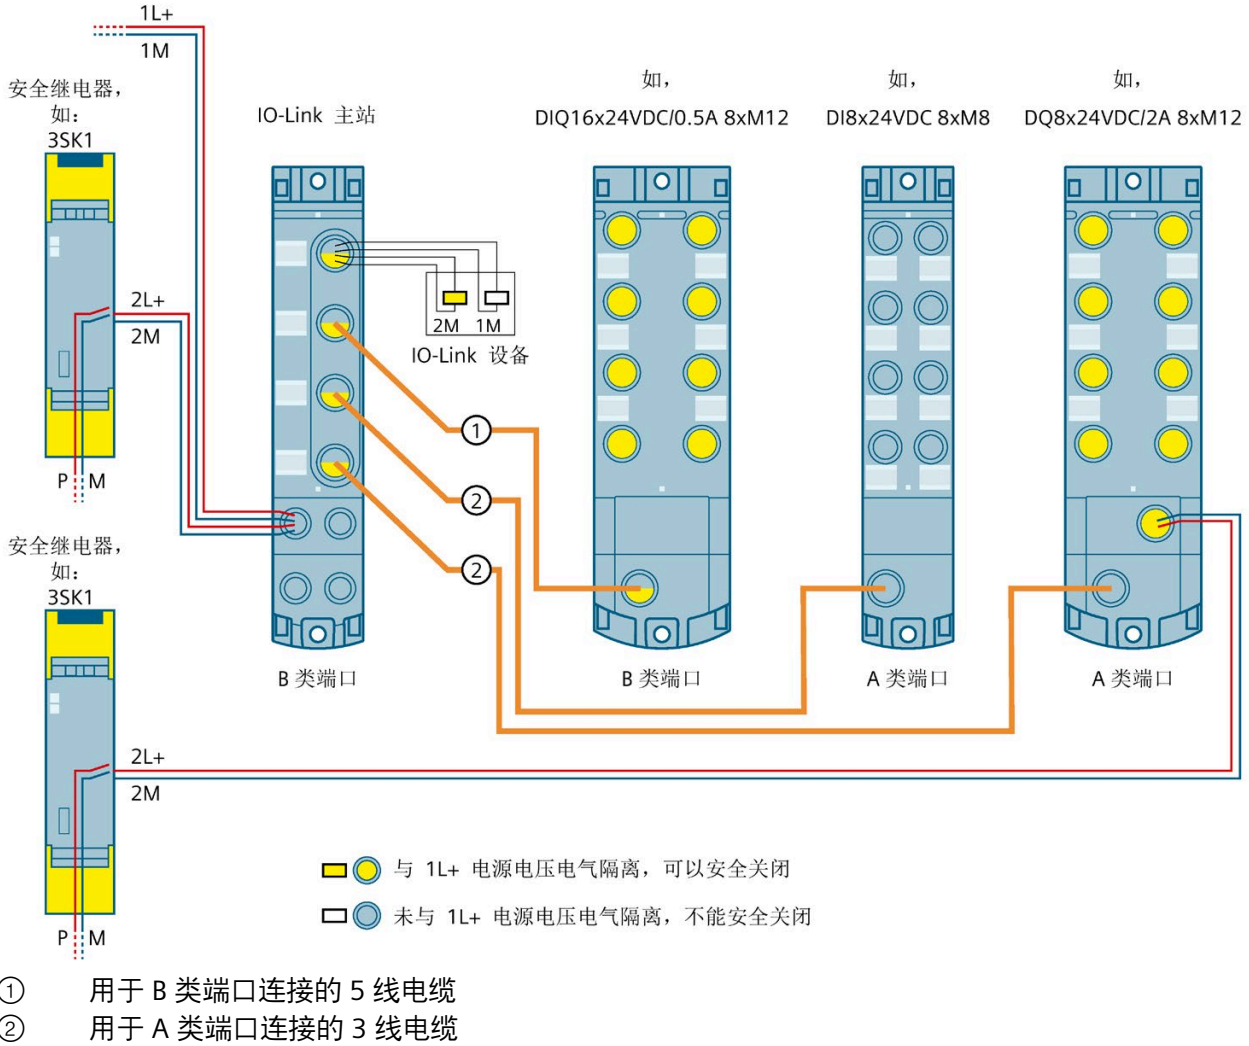 1L+
1M
安全继电器，
如：
3SK1
IO-Link 主站
如，
DIQ16x24VDC/0.5A 8xM12
如，
DI8x24VDC 8xM8
如，
DQ8x24VDC/2A 8xM12
2L+
2M
2M 1M
IO-Link 设备
①
②
②
P M
安全继电器，
如：
3SK1
B 类端口
B 类端口
A 类端口
A 类端口
2L+
2M
P M
与 1L+ 电源电压电气隔离，可以安全关闭
未与 1L+ 电源电压电气隔离，不能安全关闭
① 用于 B 类端口连接的 5 线电缆
② 用于 A 类端口连接的 3 线电缆